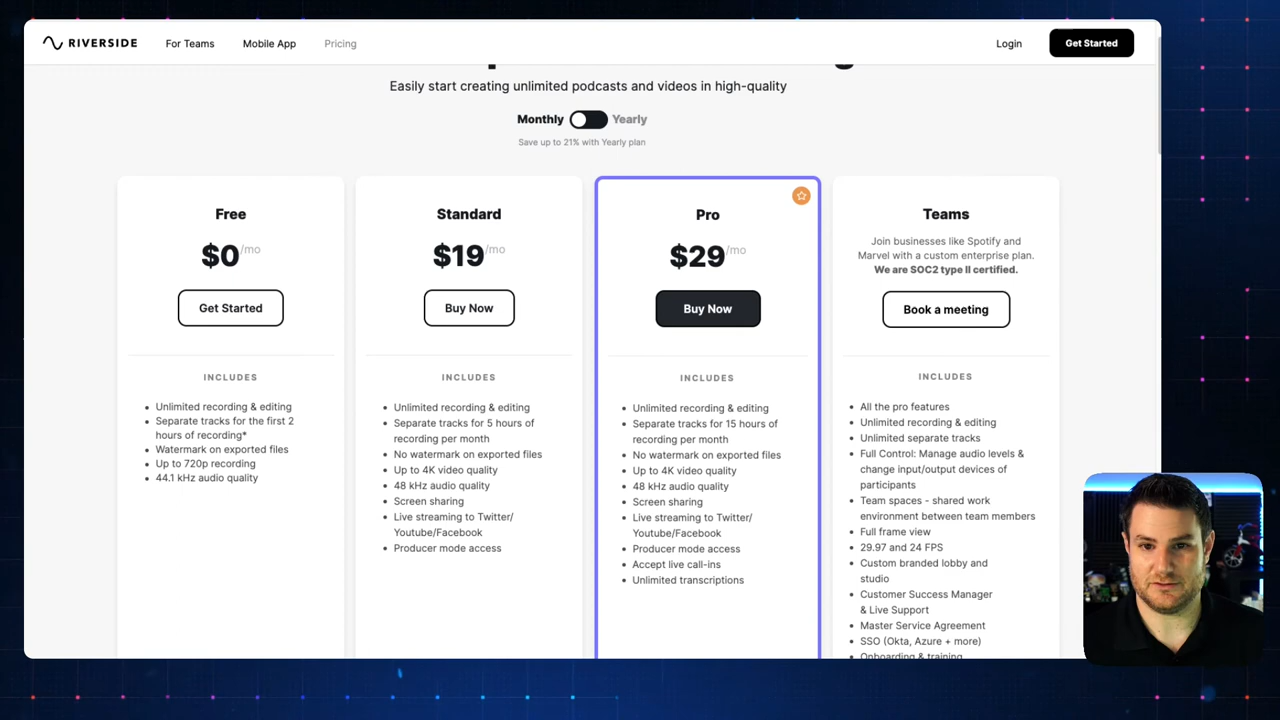 RIVERSIDE
For Teams
Mobile App
Pricing
Login
Get Started
Easily start creating unlimited podcasts and videos in high-quality
Monthly
Yearly
Save up to 21% with Yearly plan
Free
$0/mo
Get Started
INCLUDES
Unlimited recording & editing
Separate tracks for the first 2
hours of recording*
Watermark on exported files
Up to 720p recording
44.1 kHz audio quality
Standard
$19/mo
Buy Now
INCLUDES
Unlimited recording & editing
Separate tracks for 5 hours of
recording per month
No watermark on exported files
Up to 4K video quality
48 kHz audio quality
Screen sharing
Live streaming to Twitter/
Youtube/Facebook
Producer mode access
Pro
$29/mo
Buy Now
INCLUDES
Unlimited recording & editing
Separate tracks for 15 hours of
recording per month
No watermark on exported files
Up to 4K video quality
48 kHz audio quality
Screen sharing
Live streaming to Twitter/
Youtube/Facebook
Producer mode access
Accept live call-ins
Unlimited transcriptions
Teams
Join businesses like Spotify and
Marvel with a custom enterprise plan.
We are SOC2 type II certified.
Book a meeting
INCLUDES
All the pro features
Unlimited recording & editing
Unlimited separate tracks
Full Control: Manage audio levels &
change input/output devices of
participants
Team spaces - shared work
environment between team members
Full frame view
29.97 and 24 FPS
Custom branded lobby and
studio
Customer Success Manager
& Live Support
Master Service Agreement
SSO (Okta, Azure + more)
Onboarding & training